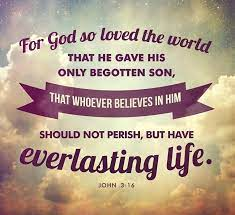 For God so loved the world
THAT HE GAVE HIS
ONLY BEGOTTEN SON,
THAT WHOEVER BELIEVES IN HIM
SHOULD NOT PERISH, BUT HAVE
everlasting life.
JOHN 3:16